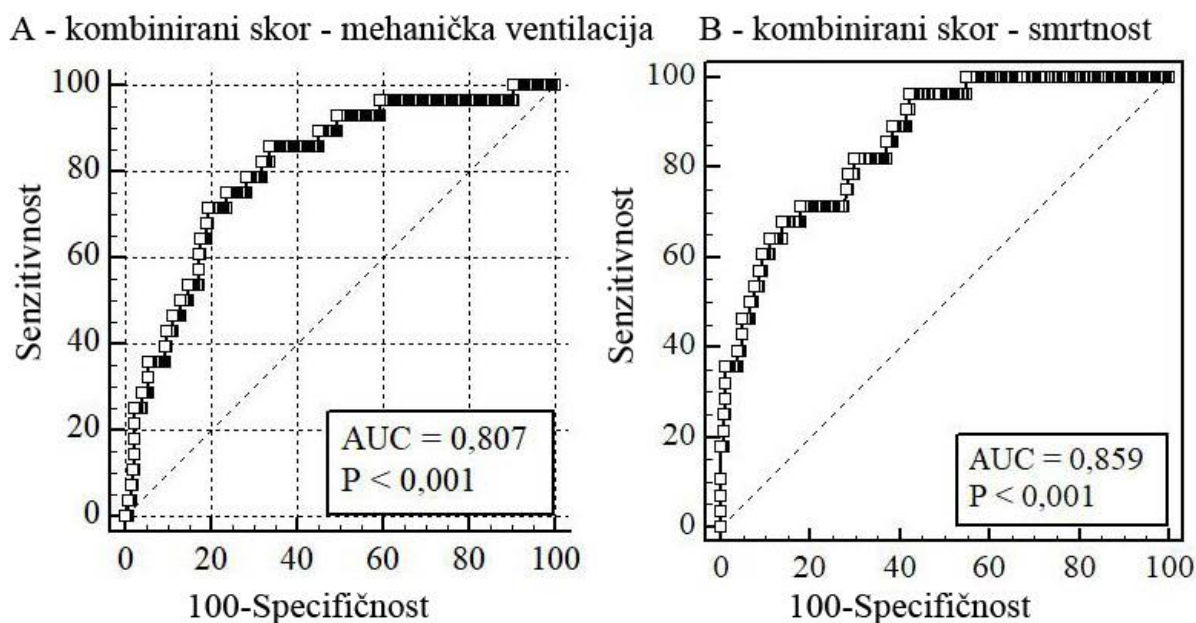 A - kombinirani skor - mehanička ventilacija
100
80
60
40
20
0
Senzitivnost
AUC = 0,807
P < 0,001
0 20 40 60 80 100
100-Specifičnost
B - kombinirani skor - smrtnost
100
80
60
40
20
0
Senzitivnost
AUC = 0,859
P < 0,001
0 20 40 60 80 100
100-Specifičnost